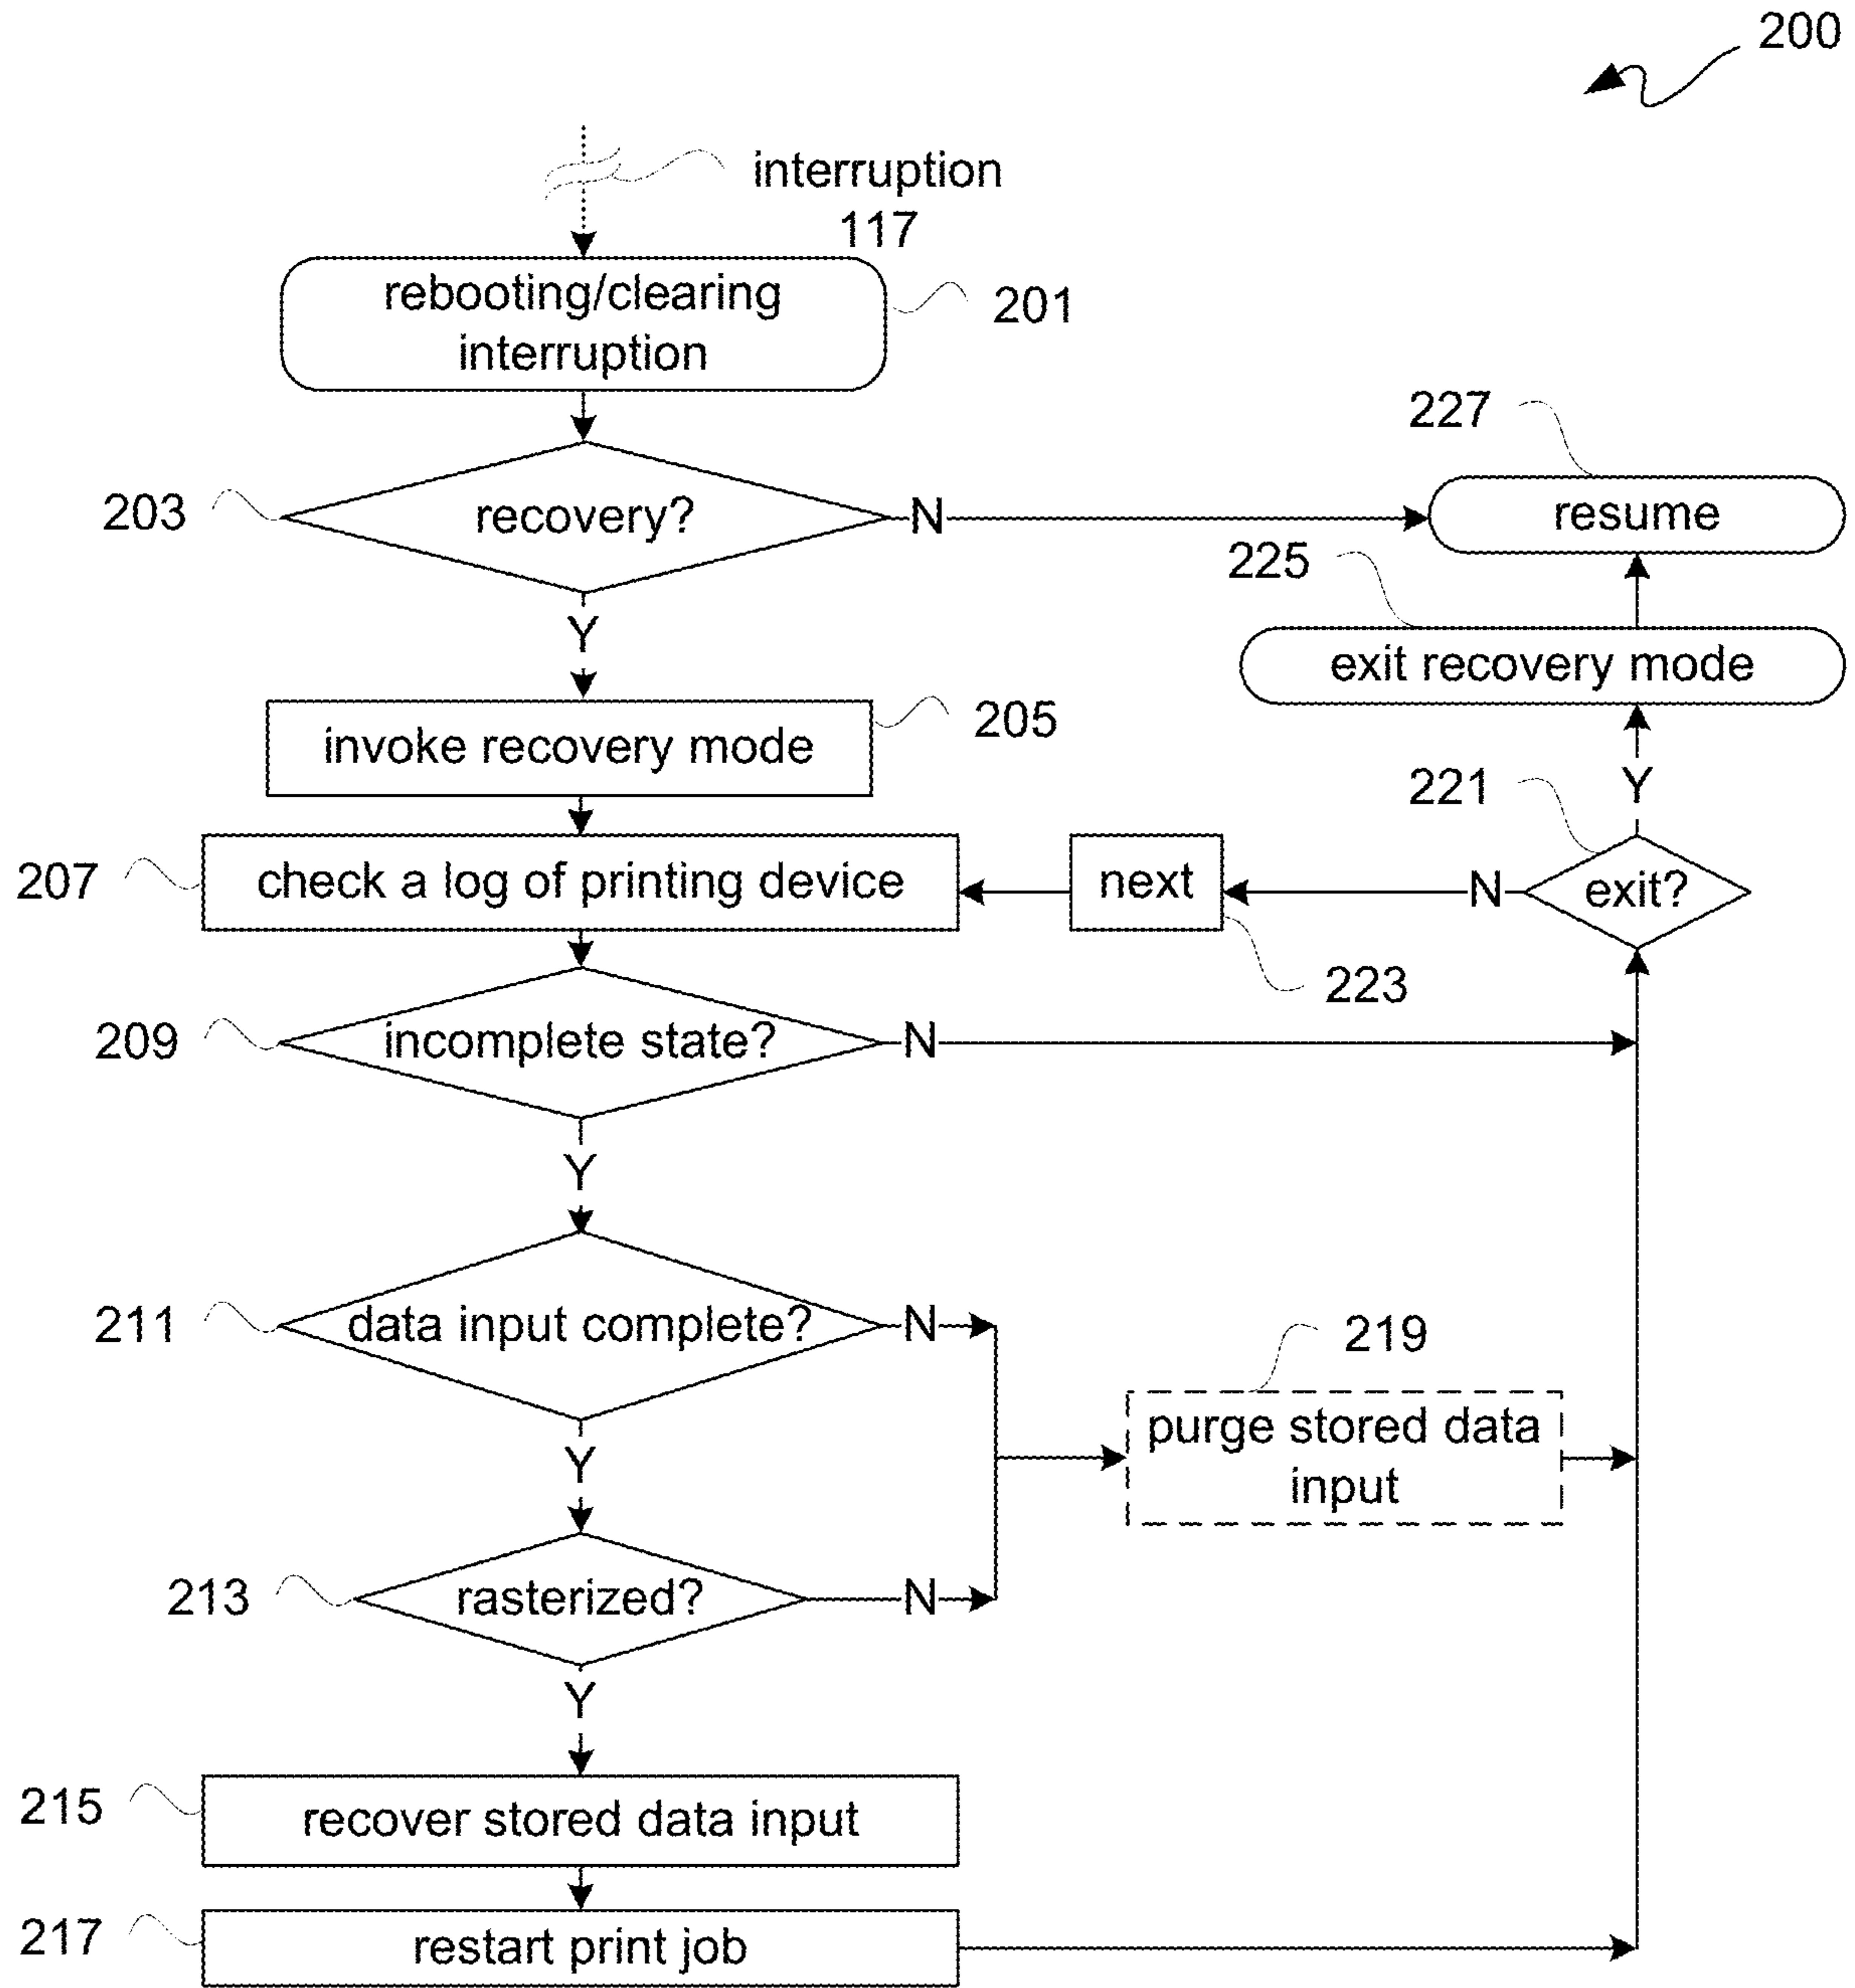 200
interruption
117
rebooting/clearing
interruption
201
227
203
recovery?
N
resume
225
Y
exit recovery mode
205
invoke recovery mode
221
Y
207
check a log of printing device
next
N
exit?
223
209
incomplete state?
N
Y
211
data input complete?
N
219
purge stored data
input
Y
213
rasterized?
N
Y
215
recover stored data input
217
restart print job